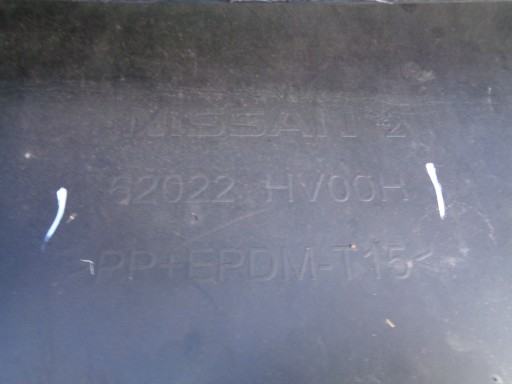 NISSAN 2
62022 HV00H
>PP+EPDM-T15<